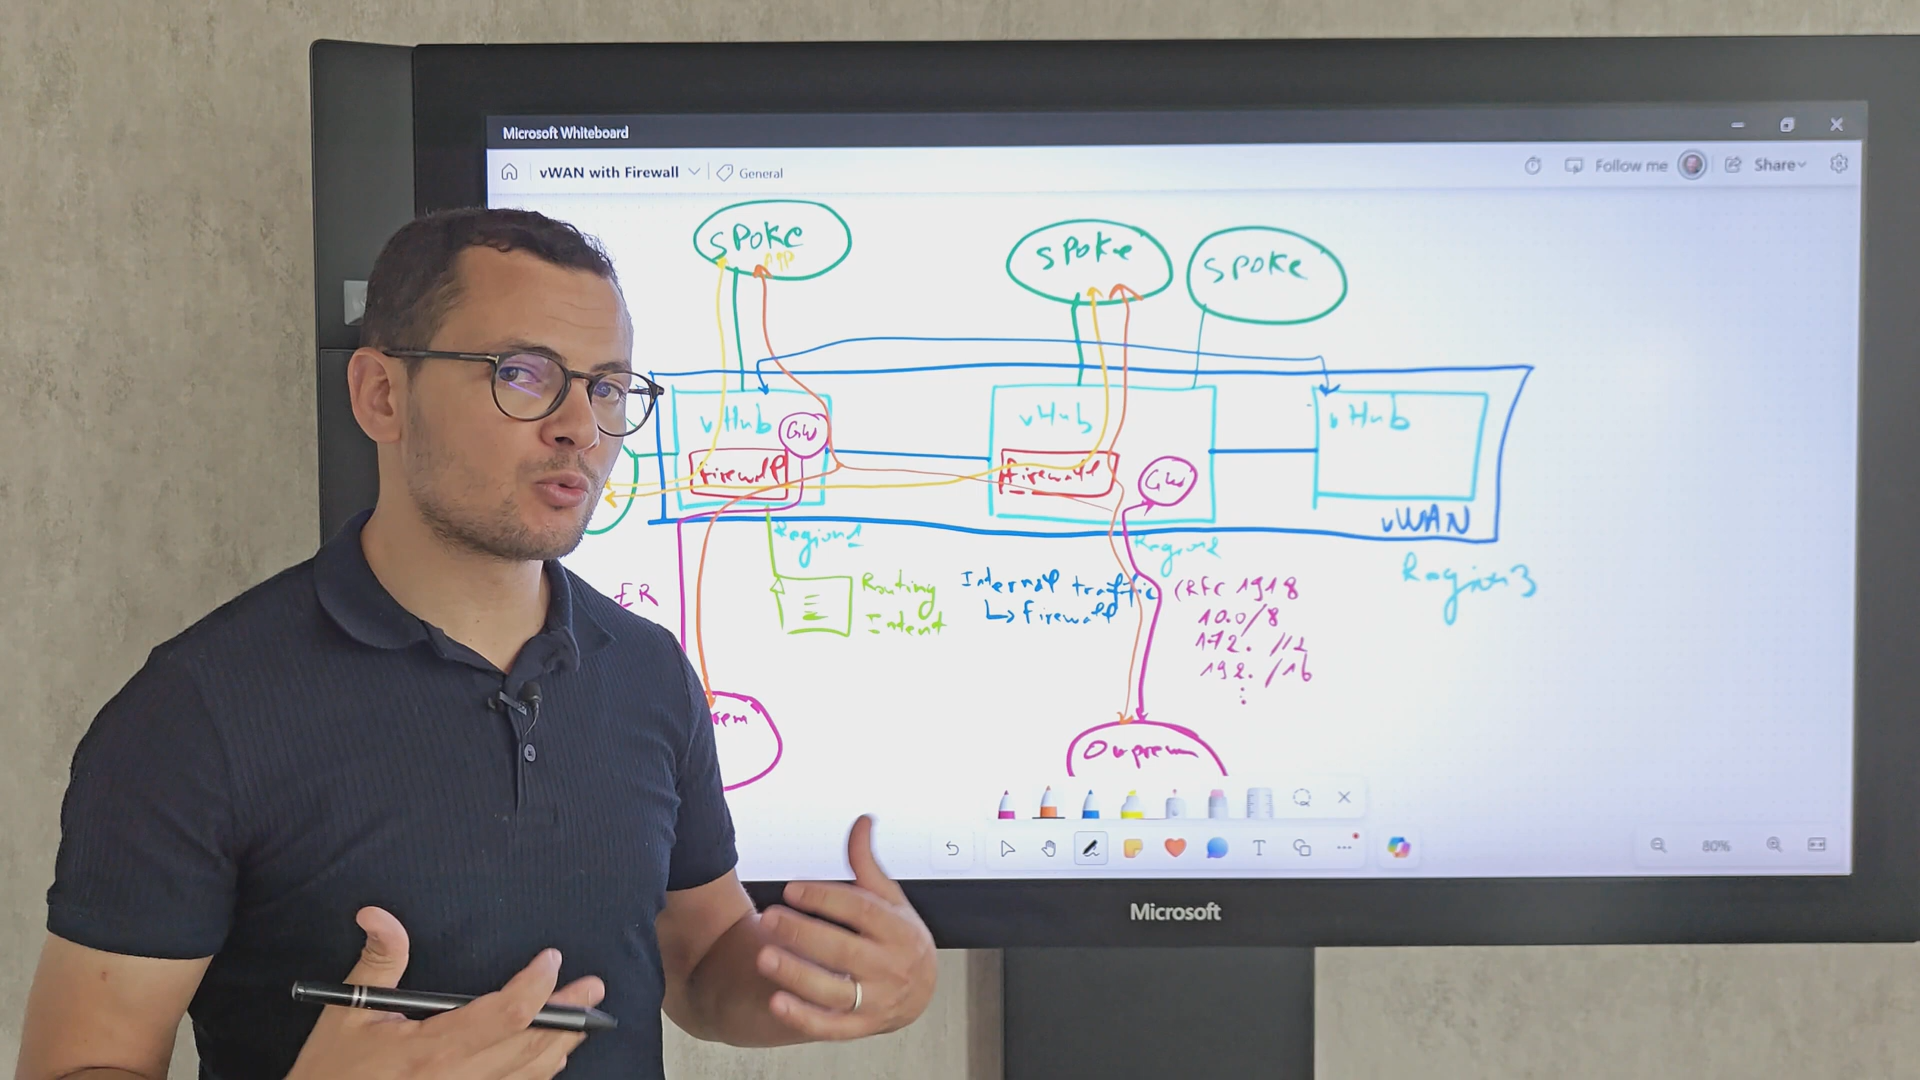 Microsoft Whiteboard
vWAN with Firewall
General
Follow me
Share
SPOKE
SPOKE
SPOKE
APP
vHub
GW
Firewall
vHub
Firewall
GW
vHub
vWAN
Region1
Region2
Region3
ER
Routing
Intent
Internal traffic
Firewall
(RFC 1918
10.0/8
172. /12
192. /16
rem
Onprem
T
80%
Microsoft